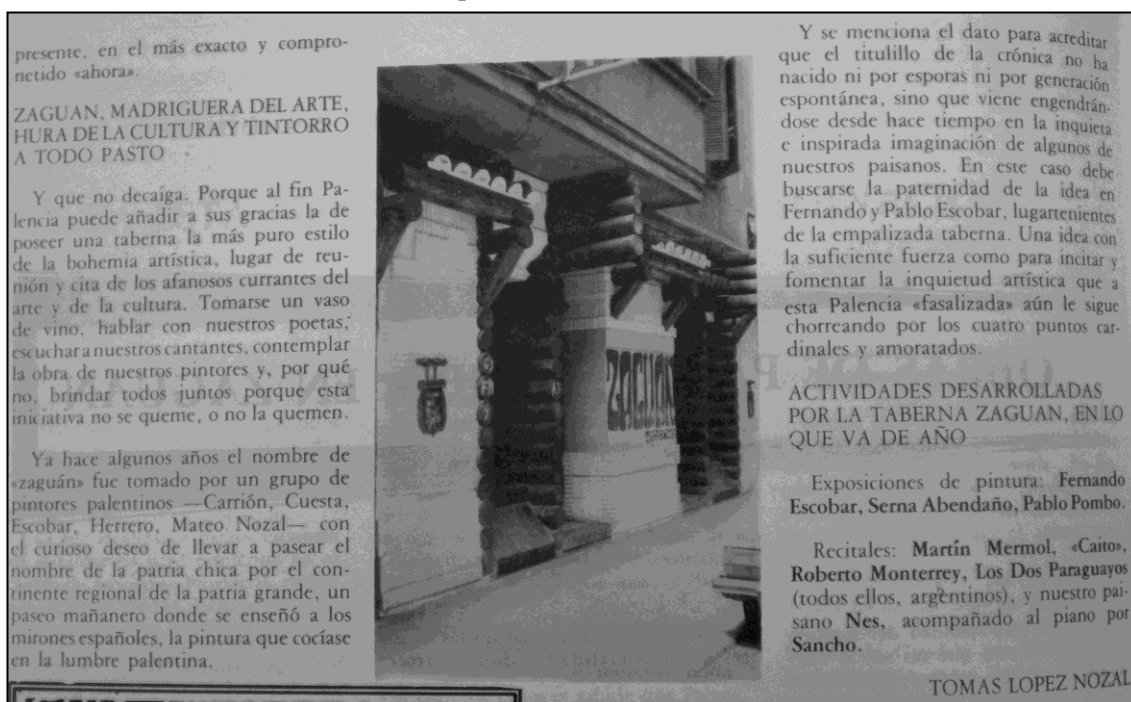 presente, en el más exacto y compro-
netido «ahora».
ZAGUAN, MADRIGUERA DEL ARTE,
HURA DE LA CULTURA Y TINTORRO
A TODO PASTO
Y que no decaiga. Porque al fin Pa-
lencia puede añadir a sus gracias la de
poseer una taberna la más puro estilo
de la bohemia artística, lugar de reu-
nión y cita de los afanosos currantes del
arte y de la cultura. Tomarse un vaso
de vino, hablar con nuestros poetas,
escuchar a nuestros cantantes, contemplar
la obra de nuestros pintores y, por qué
no, brindar todos juntos porque esta
iniciativa no se queme, o no la quemen.
Ya hace algunos años el nombre de
«zaguán» fue tomado por un grupo de
pintores palentinos —Carrión, Cuesta,
Escobar, Herrero, Mateo Nozal— con
el curioso deseo de llevar a pasear el
nombre de la patria chica por el con-
tinente regional de la patria grande, un
paseo mañanero donde se enseñó a los
mirones españoles, la pintura que cocíase
en la lumbre palentina.
ZAGUAN
Y se menciona el dato para acreditar
que el titulillo de la crónica no ha
nacido ni por esporas ni por generación
espontánea, sino que viene engendrán-
dose desde hace tiempo en la inquieta
e inspirada imaginación de algunos de
nuestros paisanos. En este caso debe
buscarse la paternidad de la idea en
Fernando y Pablo Escobar, lugartenientes
de la empalizada taberna. Una idea con
la suficiente fuerza como para incitar y
fomentar la inquietud artística que a
esta Palencia «fasalizada» aún le sigue
chorreando por los cuatro puntos car-
dinales y amoratados.
ACTIVIDADES DESARROLLADAS
POR LA TABERNA ZAGUAN, EN LO
QUE VA DE AÑO
Exposiciones de pintura: Fernando
Escobar, Serna Abendaño, Pablo Pombo.
Recitales: Martín Mermol, «Caito»,
Roberto Monterrey, Los Dos Paraguayos
(todos ellos, argentinos), y nuestro pai-
sano Nes, acompañado al piano por
Sancho.
TOMAS LOPEZ NOZAL